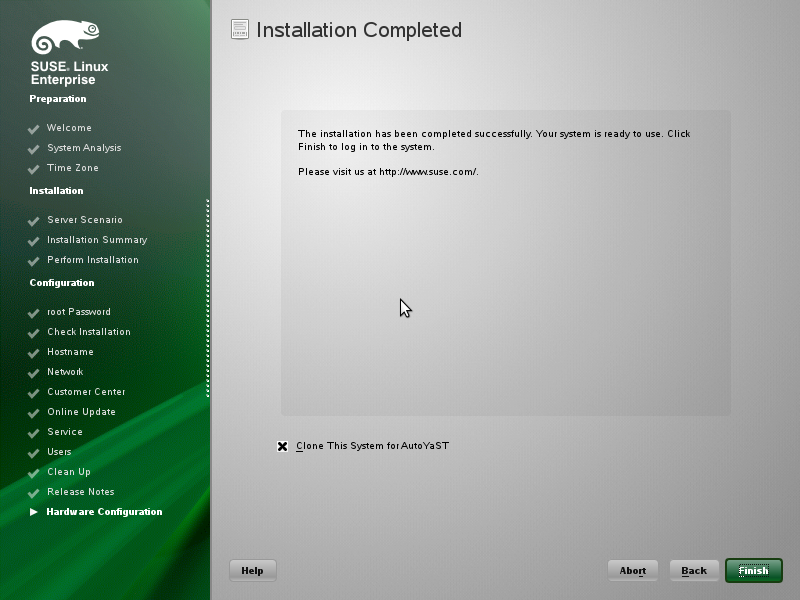 SUSE. Linux
Enterprise
Preparation
Welcome
System Analysis
Time Zone
Installation
Server Scenario
Installation Summary
Perform Installation
Configuration
root Password
Check Installation
Hostname
Network
Customer Center
Online Update
Service
Users
Clean Up
Release Notes
Hardware Configuration
Installation Completed
The installation has been completed successfully. Your system is ready to use. Click
Finish to log in to the system.
Please visit us at http://www.suse.com/.
Clone This System for AutoYaST
Help
Abort
Back
Finish